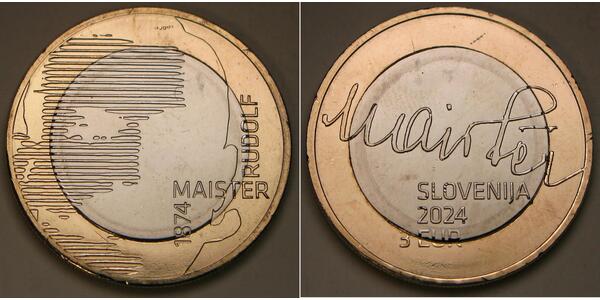 MAISTER
RUDOLF
1874
Maister
SLOVENIJA
2024
3 EUR